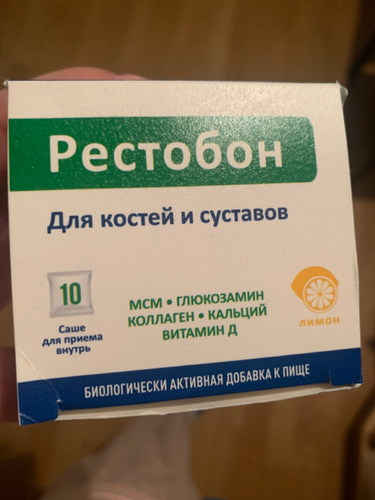 Рестобон
Для костей и суставов
10
Саше
для приема
внутрь
МСМ • ГЛЮКОЗАМИН
КОЛЛАГЕН • КАЛЬЦИЙ
ВИТАМИН Д
ЛИМОН
БИОЛОГИЧЕСКИ АКТИВНАЯ ДОБАВКА К ПИЩЕ